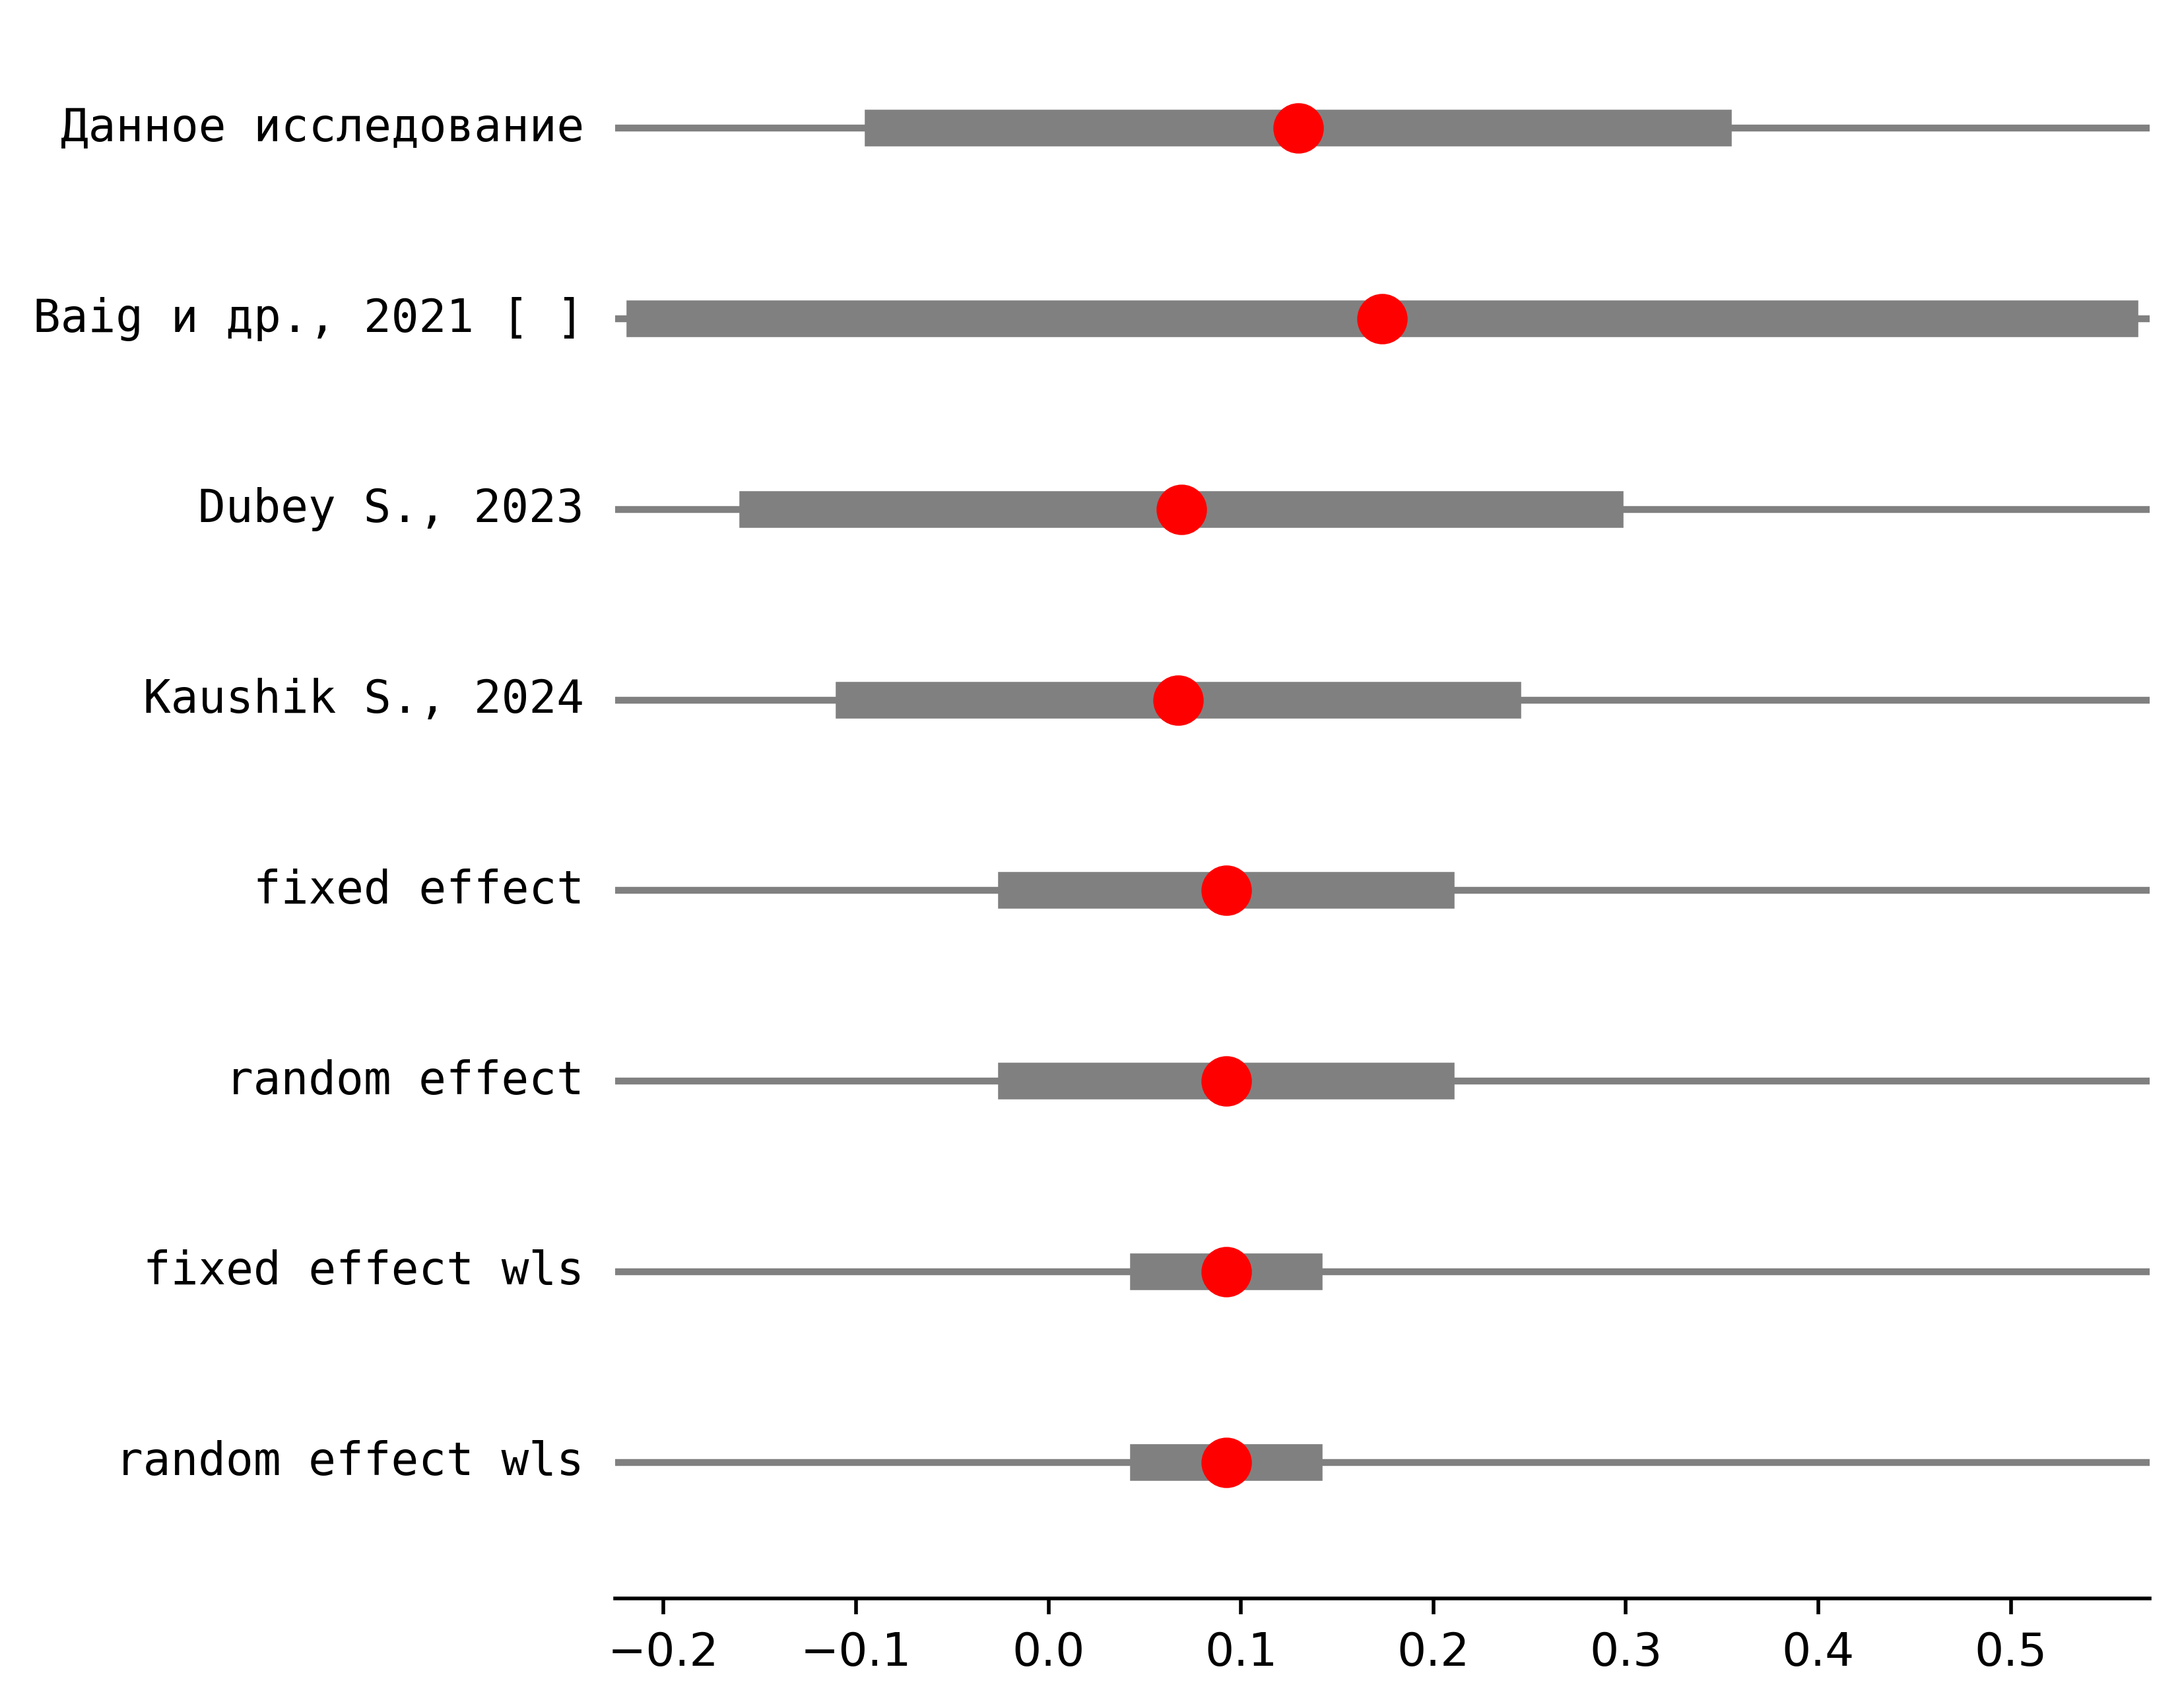 Данное исследование
Baig и др., 2021 [ ]
Dubey S., 2023
Kaushik S., 2024
fixed effect
random effect
fixed effect wls
random effect wls
−0.2 −0.1 0.0 0.1 0.2 0.3 0.4 0.5